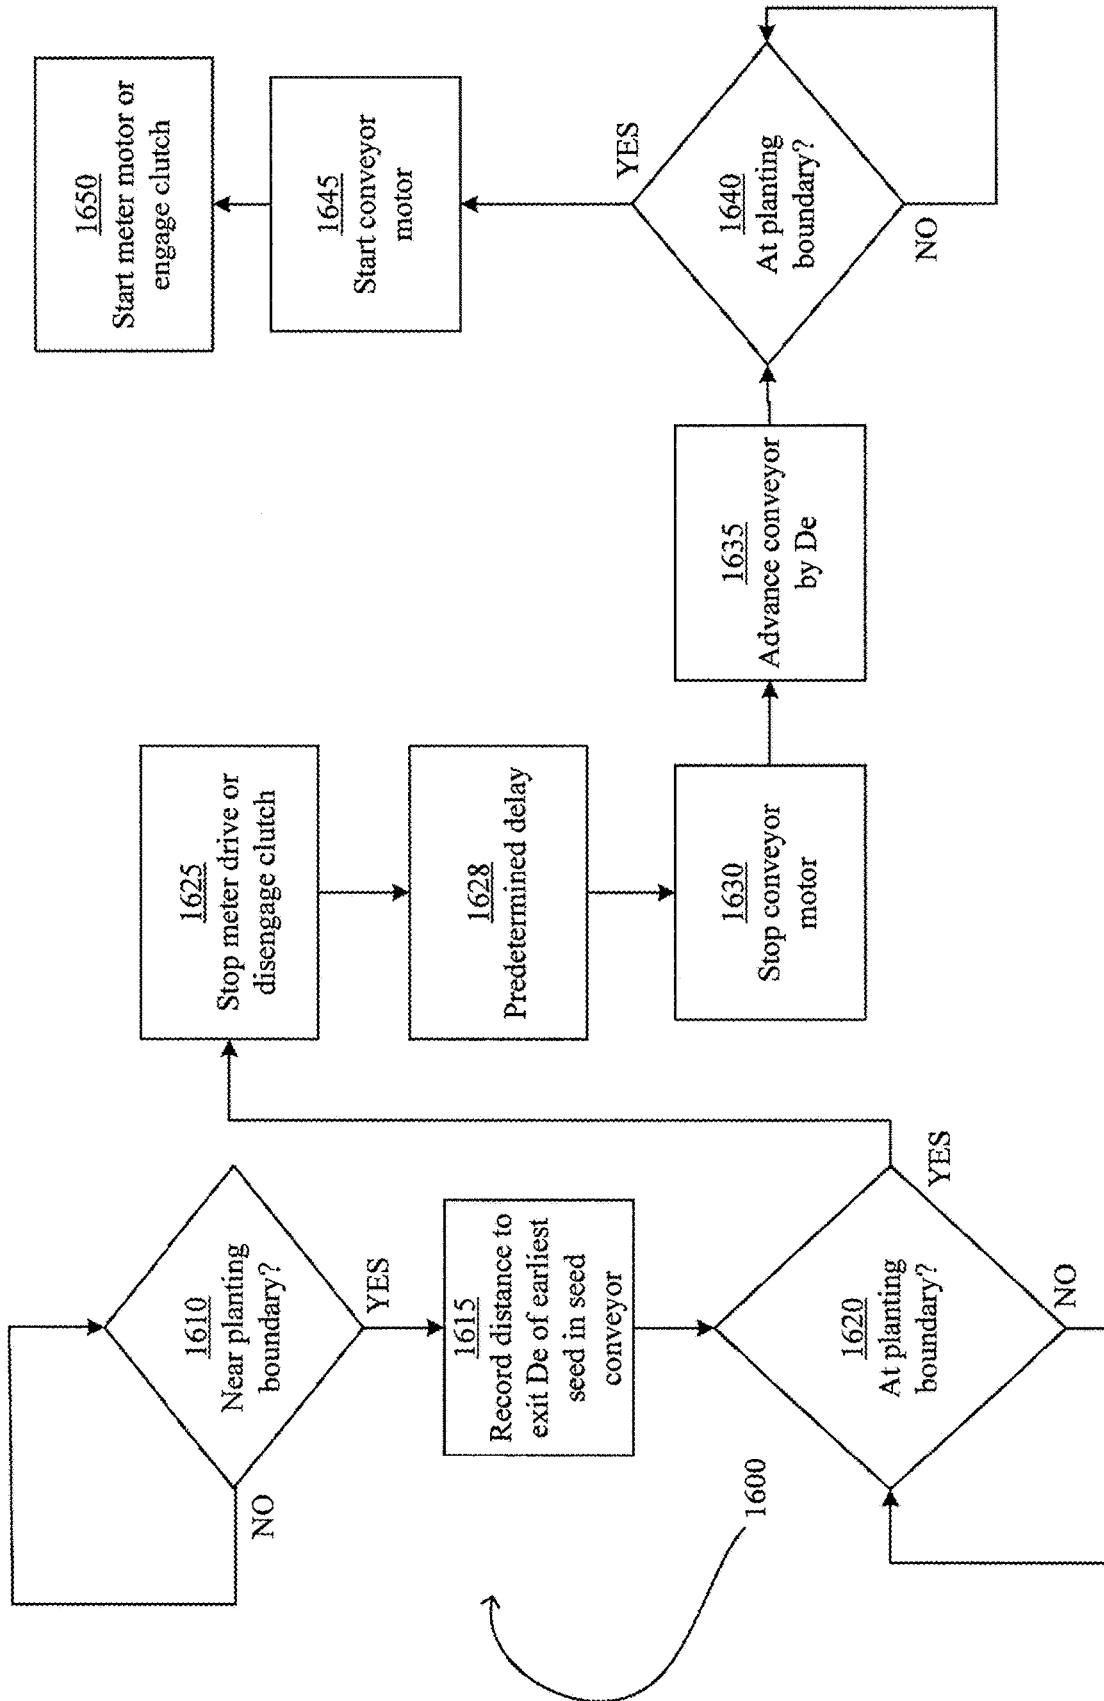 1610
Near planting
boundary?
NO
YES
1615
Record distance to
exit De of earliest
seed in seed
conveyor
1620
At planting
boundary?
NO
YES
1600
1625
Stop meter drive or
disengage clutch
1628
Predetermined delay
1630
Stop conveyor
motor
1635
Advance conveyor
by De
1640
At planting
boundary?
NO
YES
1645
Start conveyor
motor
1650
Start meter motor or
engage clutch